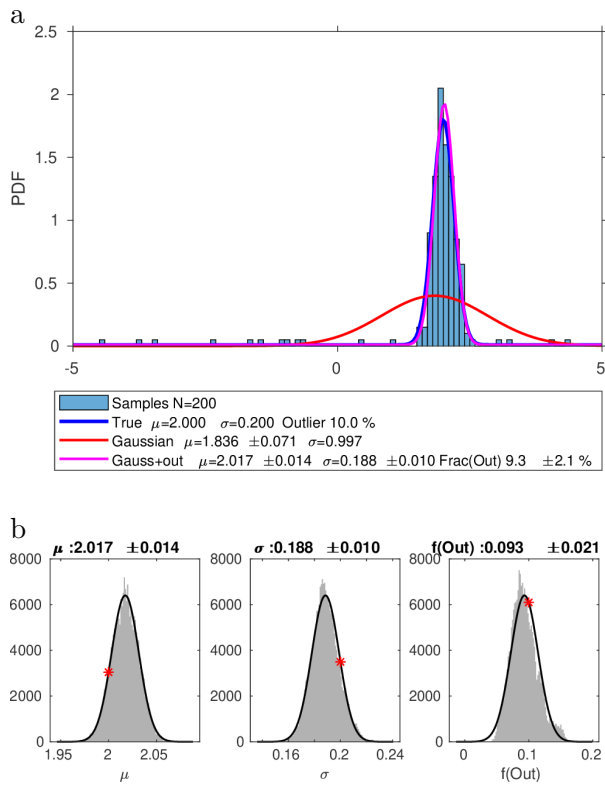 a
2.5
2
1.5
1
0.5
0
PDF
-5 0 5
Samples N=200
True μ=2.000 σ=0.200 Outlier 10.0 %
Gaussian μ=1.836 ±0.071 σ=0.997
Gauss+out μ=2.017 ±0.014 σ=0.188 ±0.010 Frac(Out) 9.3 ±2.1 %
b
μ :2.017 ±0.014 σ :0.188 ±0.010 f(Out) :0.093 ±0.021
8000 8000 8000
6000 6000 6000
4000 4000 4000
2000 2000 2000
0 0 0
1.95 2 2.05 0.16 0.2 0.24 0 0.1 0.2
μ σ f(Out)